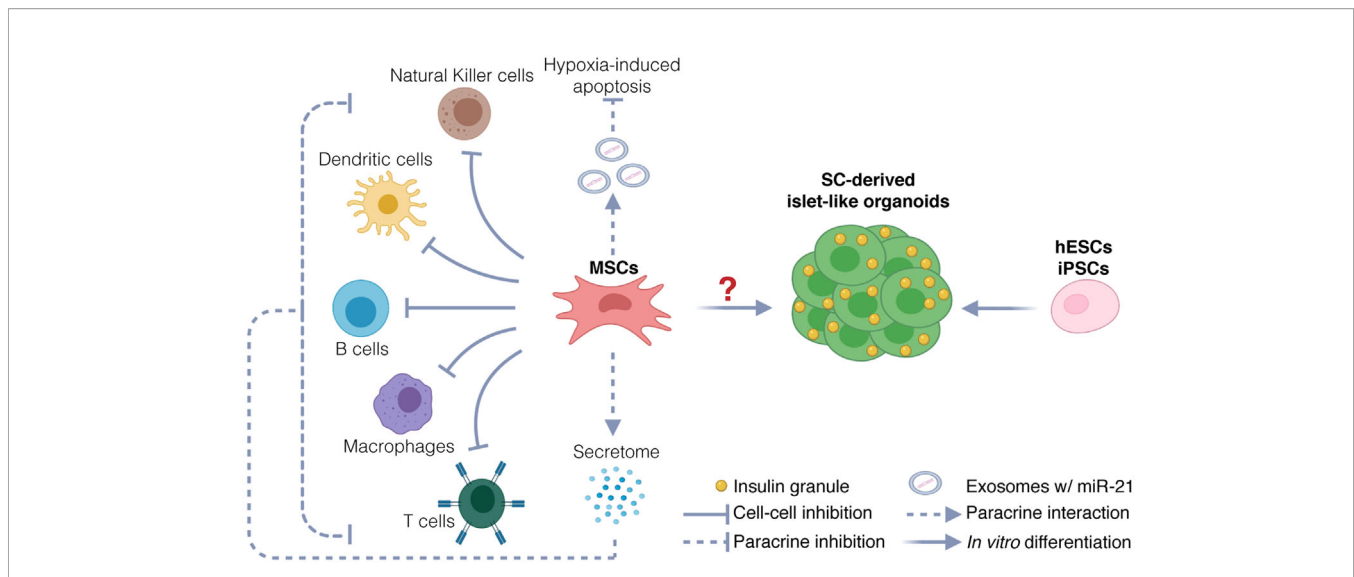 Natural Killer cells
Hypoxia-induced
apoptosis
Dendritic cells
SC-derived
islet-like organoids
hESCs
iPSCs
MSCs
?
B cells
Macrophages
Secretome
T cells
Insulin granule
Cell-cell inhibition
Paracrine inhibition
Exosomes w/ miR-21
Paracrine interaction
In vitro differentiation